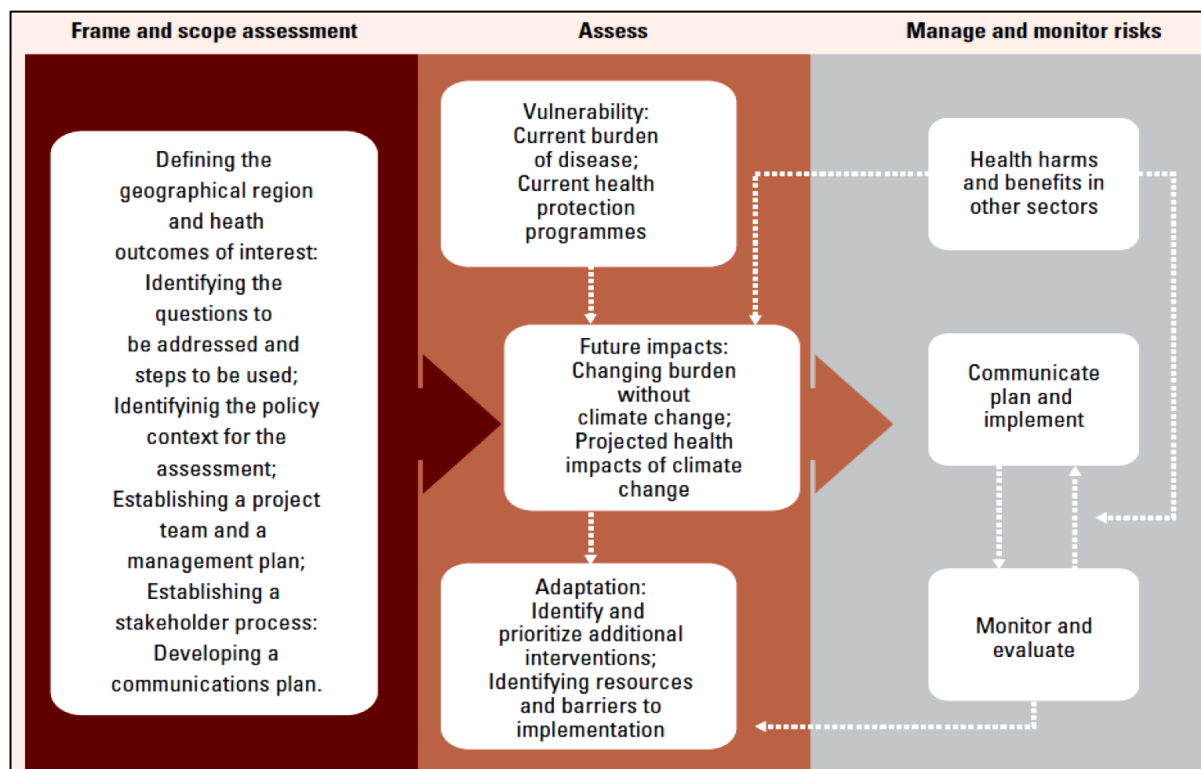 Frame and scope assessment
Defining the
geographical region
and heath
outcomes of interest:
Identifying the
questions to
be addressed and
steps to be used;
Identifyinig the policy
context for the
assessment;
Establishing a project
team and a
management plan;
Establishing a
stakeholder process:
Developing a
communications plan.
Assess
Vulnerability:
Current burden
of disease;
Current health
protection
programmes
Future impacts:
Changing burden
without
climate change;
Projected health
impacts of climate
change
Adaptation:
Identify and
prioritize additional
interventions;
Identifying resources
and barriers to
implementation
Manage and monitor risks
Health harms
and benefits in
other sectors
Communicate
plan and
implement
Monitor and
evaluate